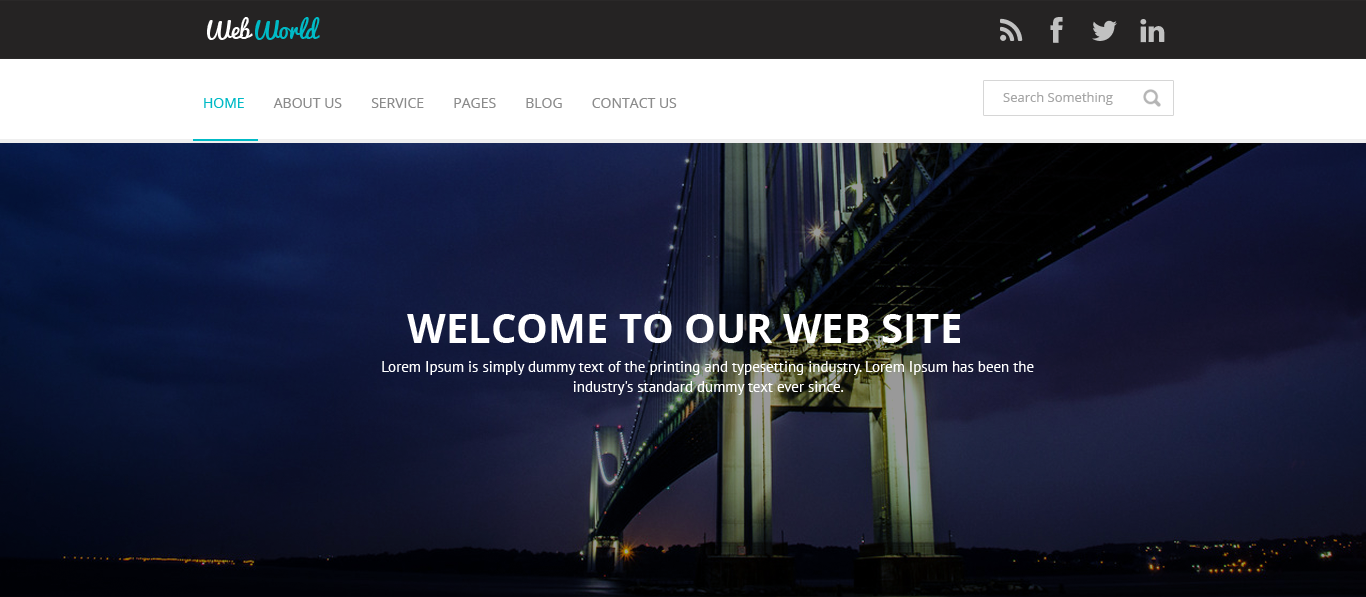 Web World
HOME ABOUT US SERVICE PAGES BLOG CONTACT US
Search Something
WELCOME TO OUR WEB SITE
Lorem Ipsum is simply dummy text of the printing and typesetting industry. Lorem Ipsum has been the
industry's standard dummy text ever since.